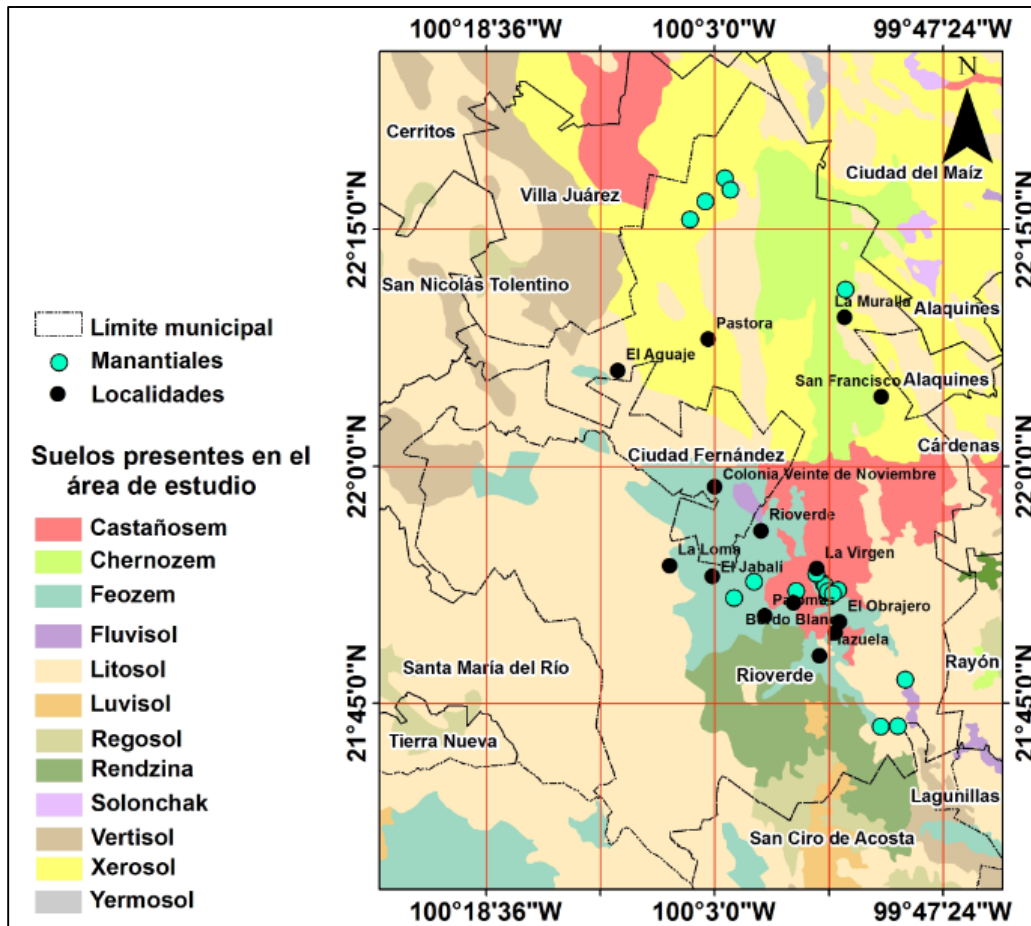 100°18'36"W
100°3'0"W
99°47'24"W
N
Cerritos
Ciudad del Maíz
Villa Juárez
22°15'0"N
22°15'0"N
San Nicolás Tolentino
La Muralla
Alaquines
Límite municipal
Pastora
Manantiales
El Aguaje
Localidades
San Francisco
Alaquines
Suelos presentes en el
área de estudio
Cárdenas
Ciudad Fernández
22°0'0"N
22°0'0"N
Colonia Veinte de Noviembre
Castañosem
Rioverde
Chernozem
La Loma
La Virgen
El Jabalí
Feozem
Palomas
El Obrajero
Bordo Blanco
Fluvisol
Litosol
Santa María del Río
Rioverde
Rayón
Luvisol
21°45'0"N
21°45'0"N
Regosol
Tierra Nueva
Rendzina
Solonchak
Lagunillas
Vertisol
San Ciro de Acosta
Xerosol
Yermosol
100°18'36"W
100°3'0"W
99°47'24"W